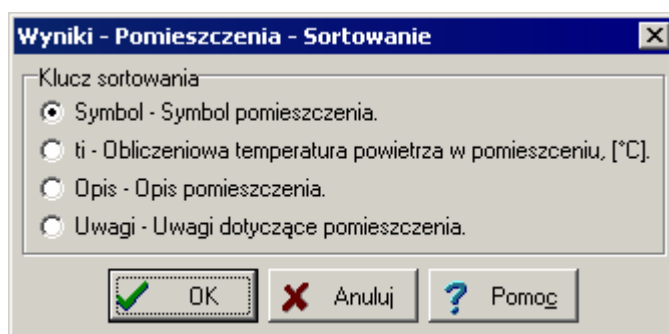 Wyniki - Pomieszczenia - Sortowanie
Klucz sortowania
Symbol - Symbol pomieszczenia.
ti - Obliczeniowa temperatura powietrza w pomieszceniu, [°C].
Opis - Opis pomieszczenia.
Uwagi - Uwagi dotyczące pomieszczenia.
OK Anuluj Pomoc